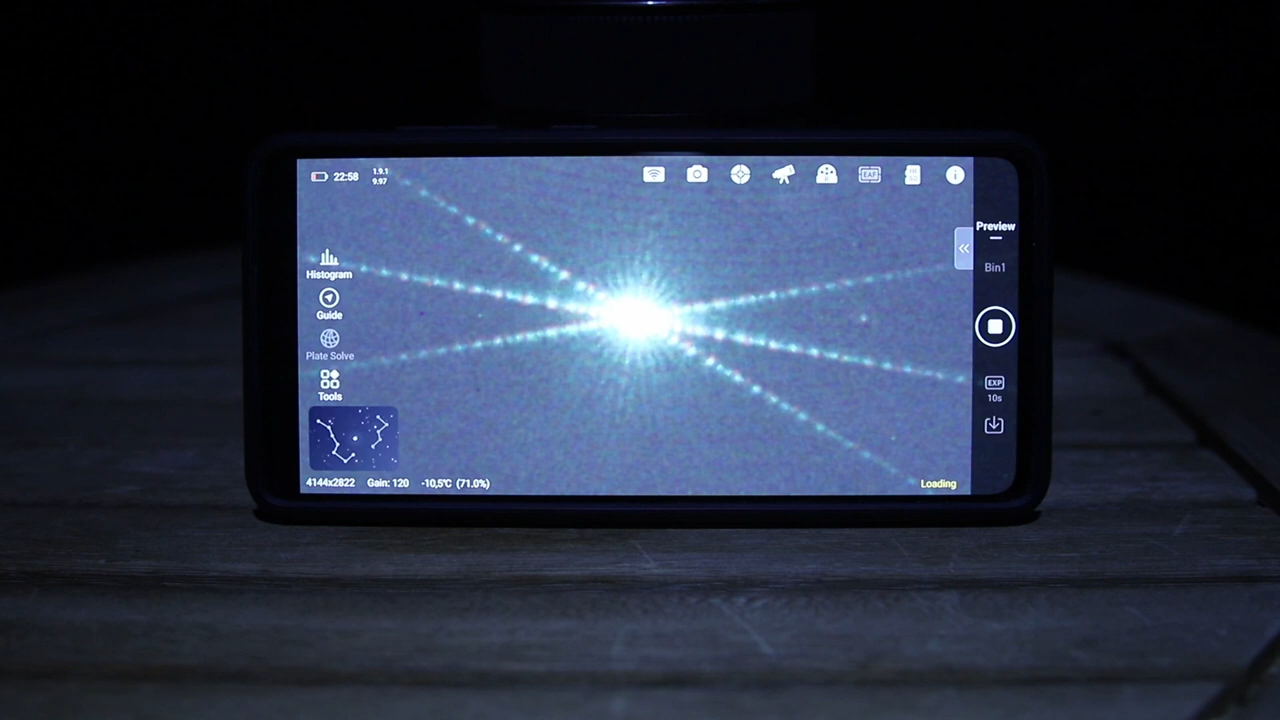 22:58
1.9.1
9.97
EAF
Preview
Bin1
Histogram
Guide
Plate Solve
Tools
EXP
10s
4144x2822 Gain: 120 -10,5℃ (71.0%)
Loading